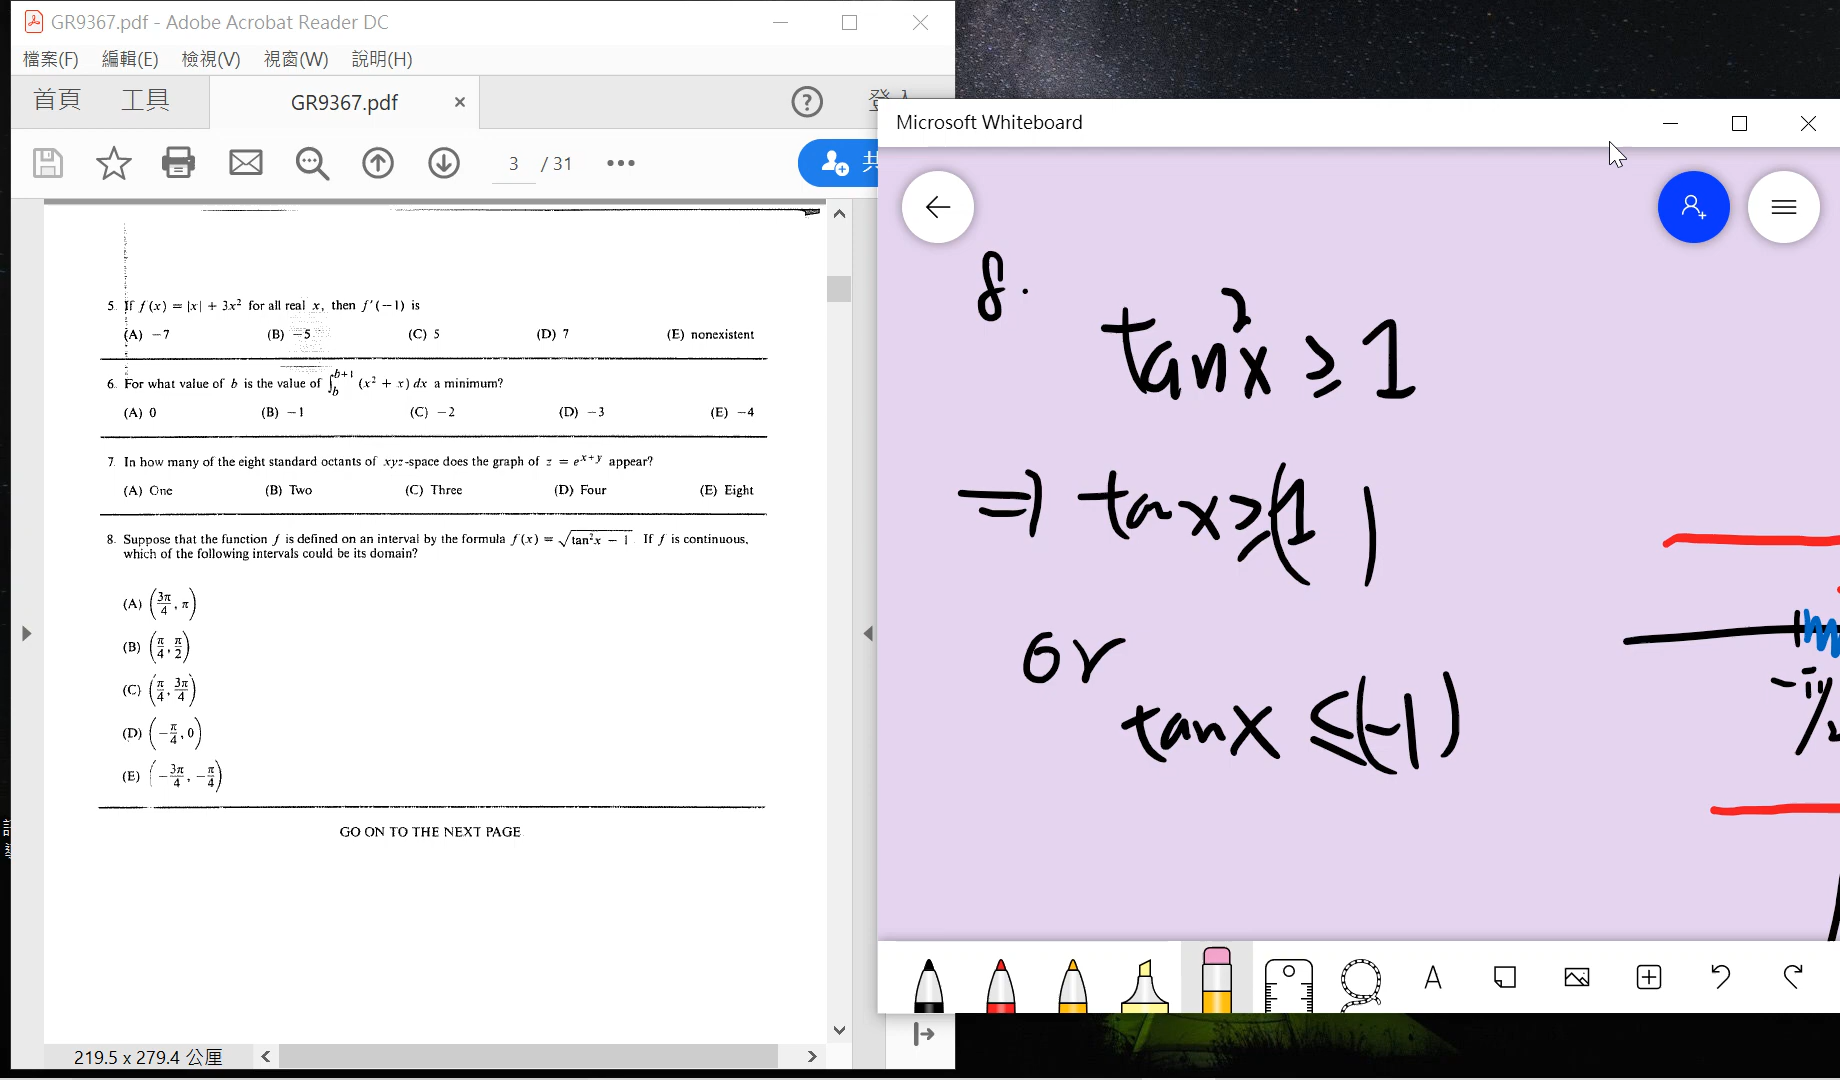 GR9367.pdf - Adobe Acrobat Reader DC
檔案(F) 編輯(E) 檢視(V) 視窗(W) 說明(H)
首頁 工具 GR9367.pdf × ?
3 / 31
5. If f(x) = |x| + 3x² for all real x, then f′(−1) is
(A) −7 (B) −5 (C) 5 (D) 7 (E) nonexistent
6. For what value of b is the value of ∫_b^{b+1} (x² + x) dx a minimum?
(A) 0 (B) −1 (C) −2 (D) −3 (E) −4
7. In how many of the eight standard octants of xyz-space does the graph of z = e^{x+y} appear?
(A) One (B) Two (C) Three (D) Four (E) Eight
8. Suppose that the function f is defined on an interval by the formula f(x) = √(tan²x − 1). If f is continuous,
which of the following intervals could be its domain?
(A) (3π/4, π)
(B) (π/4, π/2)
(C) (π/4, 3π/4)
(D) (−π/4, 0)
(E) (−3π/4, −π/4)
GO ON TO THE NEXT PAGE
219.5 x 279.4 公厘
Microsoft Whiteboard
8.
tan²x ≥ 1
⇒ tan x ≥ (1 )
or
tan x ≤ (−1)
A